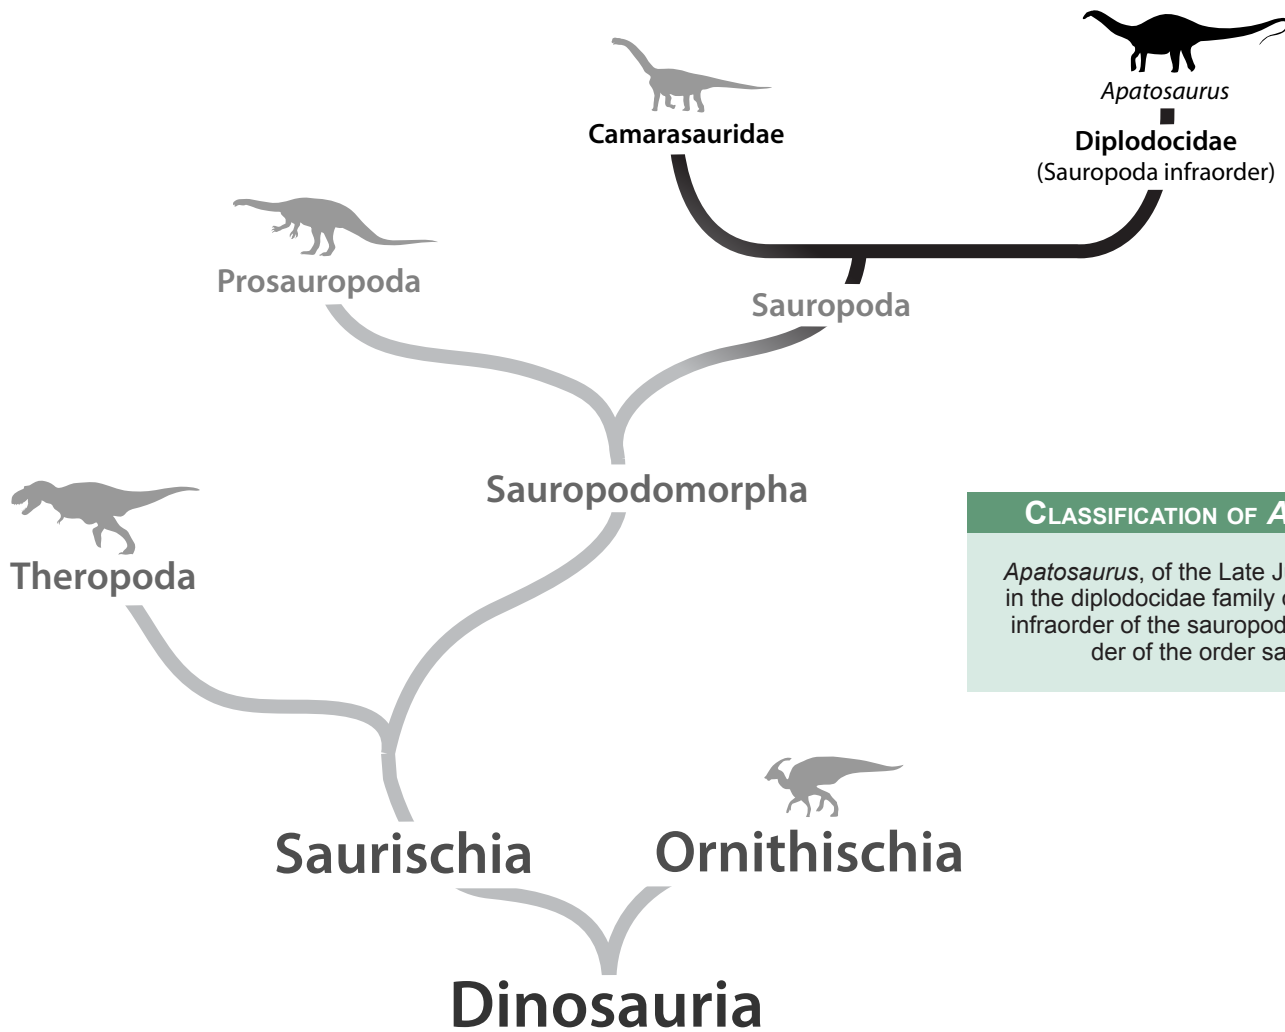 Apatosaurus
Camarasauridae
Diplodocidae
(Sauropoda infraorder)
Prosauropoda
Sauropoda
Sauropodomorpha
Theropoda
CLASSIFICATION OF
Apatosaurus, of the Late
in the diplodocidae family
infraorder of the
der of the order
Saurischia
Ornithischia
Dinosauria